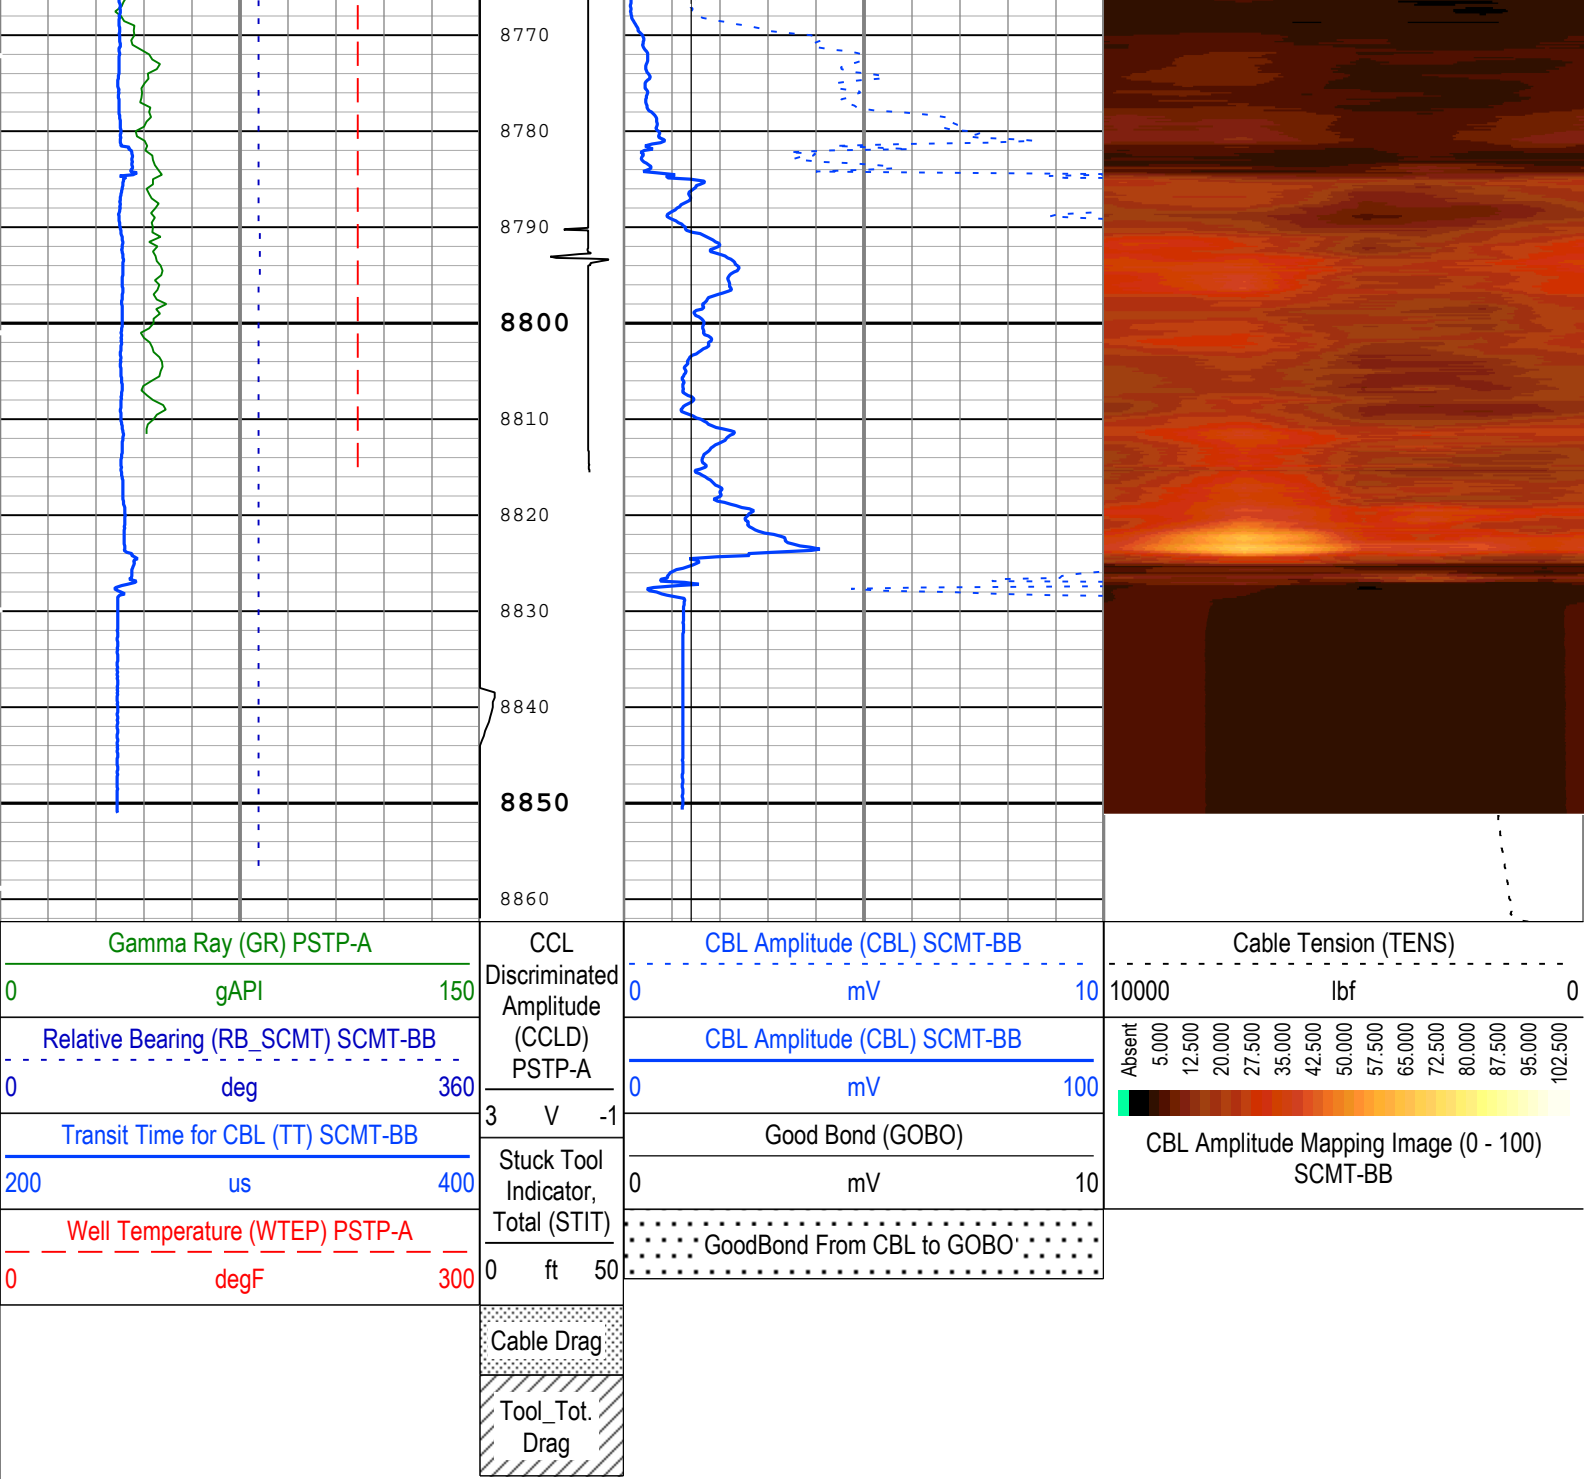 8770
8780
8790
8800
8810
8820
8830
8840
8850
8860
Gamma Ray (GR) PSTP-A
0 gAPI 150
Relative Bearing (RB_SCMT) SCMT-BB
0 deg 360
Transit Time for CBL (TT) SCMT-BB
200 us 400
Well Temperature (WTEP) PSTP-A
0 degF 300
CCL
Discriminated
Amplitude
(CCLD)
PSTP-A
3 V -1
Stuck Tool
Indicator,
Total (STIT)
0 ft 50
Cable Drag
Tool_Tot.
Drag
CBL Amplitude (CBL) SCMT-BB
0 mV 10
CBL Amplitude (CBL) SCMT-BB
0 mV 100
Good Bond (GOBO)
0 mV 10
GoodBond From CBL to GOBO
Cable Tension (TENS)
10000 lbf 0
Absent
5.000
12.500
20.000
27.500
35.000
42.500
50.000
57.500
65.000
72.500
80.000
87.500
95.000
102.500
CBL Amplitude Mapping Image (0 - 100)
SCMT-BB